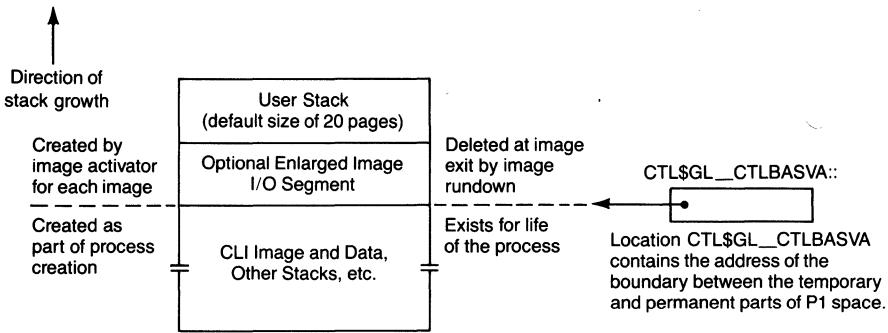 Direction of
stack growth
User Stack
(default size of 20 pages)
Created by
image activator
for each image
Optional Enlarged Image
I/O Segment
Deleted at image
exit by image
rundown
CTL$GL__CTLBASVA::
Created as
part of process
creation
CLI Image and Data,
Other Stacks, etc.
Exists for life
of the process
Location CTL$GL__CTLBASVA
contains the address of the
boundary between the temporary
and permanent parts of P1 space.